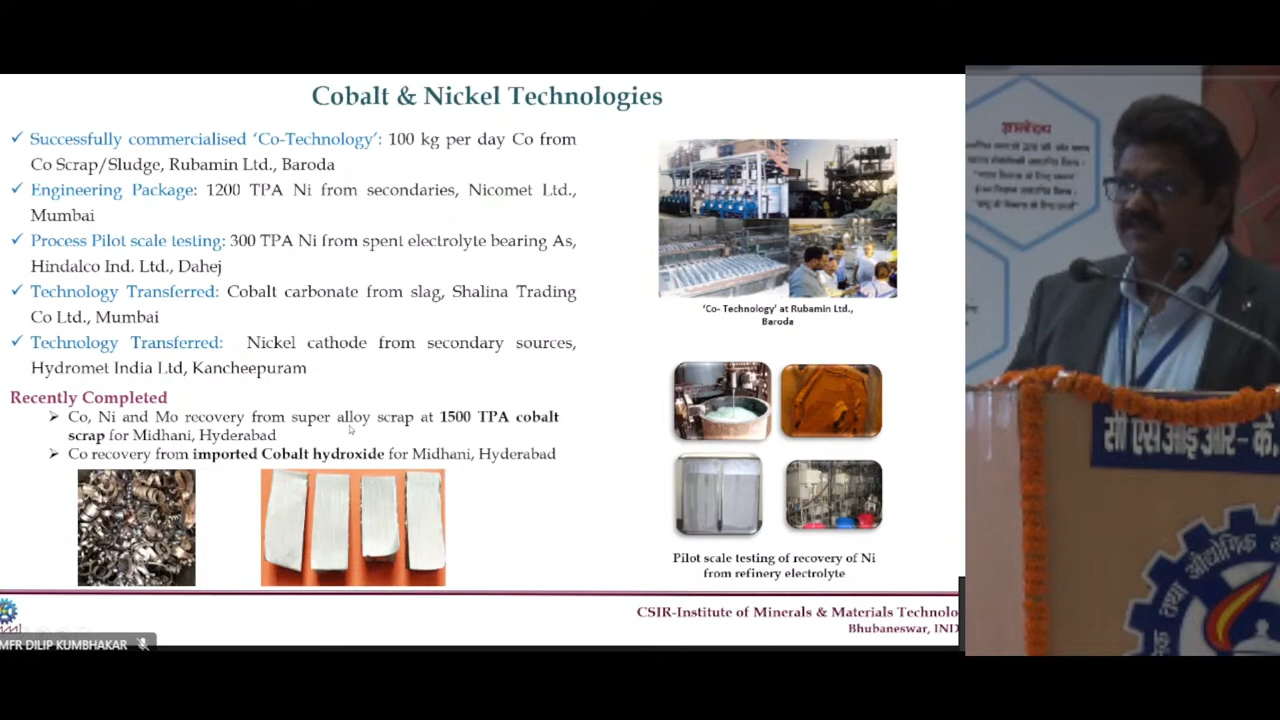 Cobalt & Nickel Technologies
✓ Successfully commercialised ‘Co-Technology’: 100 kg per day Co from
Co Scrap/Sludge, Rubamin Ltd., Baroda
✓ Engineering Package: 1200 TPA Ni from secondaries, Nicomet Ltd.,
Mumbai
✓ Process Pilot scale testing: 300 TPA Ni from spent electrolyte bearing As,
Hindalco Ind. Ltd., Dahej
✓ Technology Transferred: Cobalt carbonate from slag, Shalina Trading
Co Ltd., Mumbai
✓ Technology Transferred: Nickel cathode from secondary sources,
Hydromet India Ltd, Kancheepuram
Recently Completed
➢ Co, Ni and Mo recovery from super alloy scrap at 1500 TPA cobalt
scrap for Midhani, Hyderabad
➢ Co recovery from imported Cobalt hydroxide for Midhani, Hyderabad
‘Co- Technology’ at Rubamin Ltd.,
Baroda
Pilot scale testing of recovery of Ni
from refinery electrolyte
CSIR-Institute of Minerals & Materials Technolo
Bhubaneswar, IND
MFR DILIP KUMBHAKAR
सी एस आई आर - के.
तथा औद्योगिक